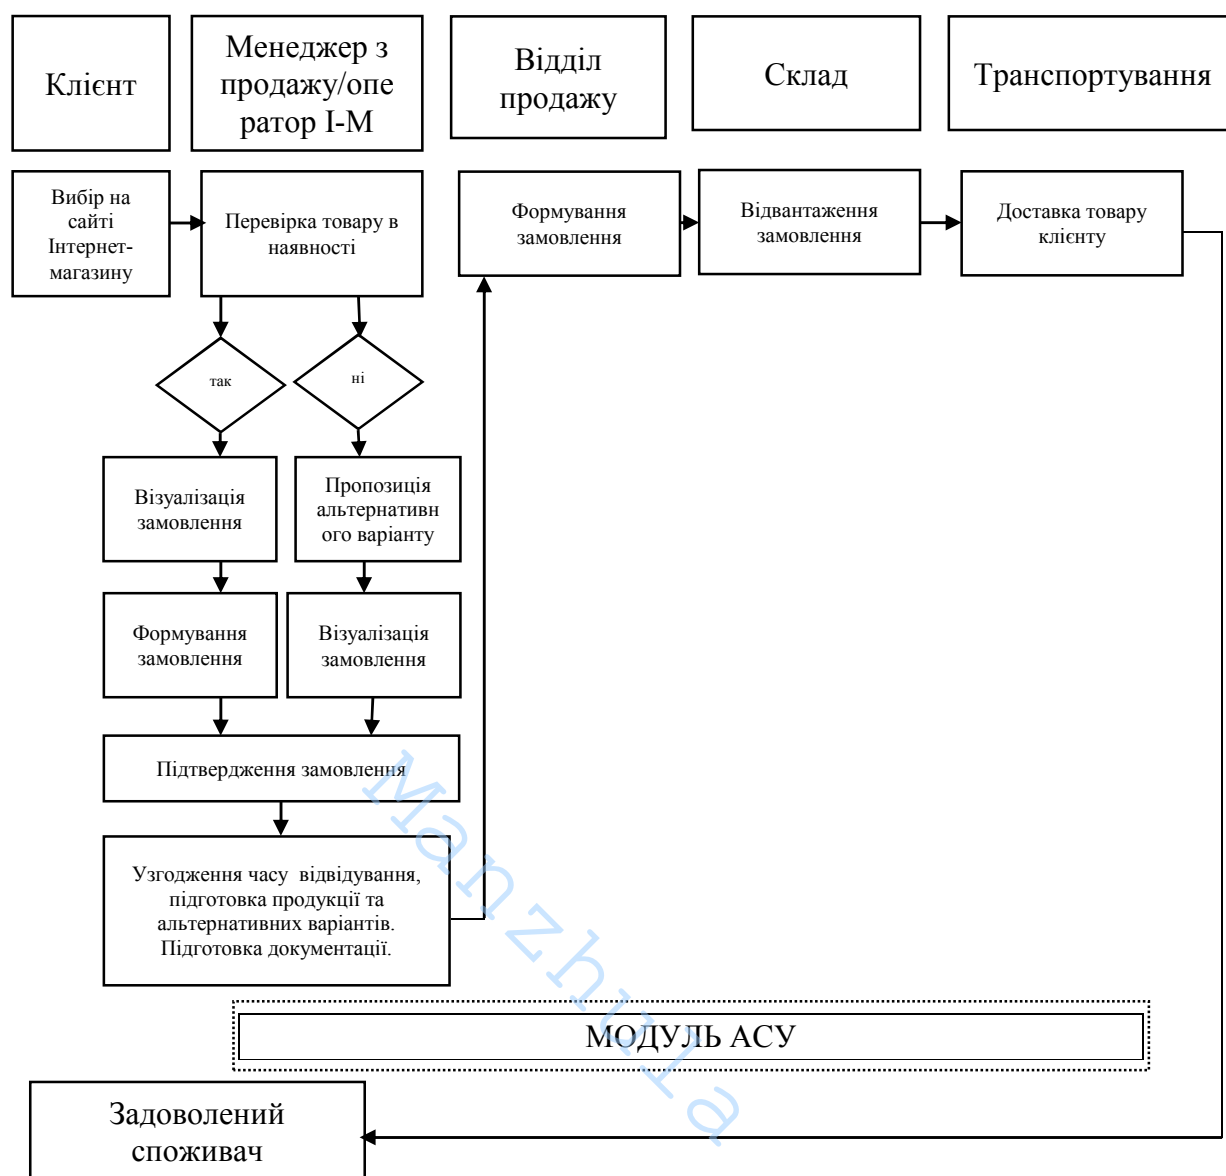 Клієнт
Менеджер з
продажу/опе
ратор І-М
Відділ
продажу
Склад
Транспортування
Вибір на
сайті
Інтернет-
магазину
Перевірка товару в
наявності
Формування
замовлення
Відвантаження
замовлення
Доставка товару
клієнту
так
ні
Візуалізація
замовлення
Пропозиція
альтернативн
ого варіанту
Формування
замовлення
Візуалізація
замовлення
Підтвердження замовлення
Узгодження часу  відвідування,
підготовка продукції та
альтернативних варіантів.
Підготовка документації.
МОДУЛЬ АСУ
Задоволений
споживач
Manzhula